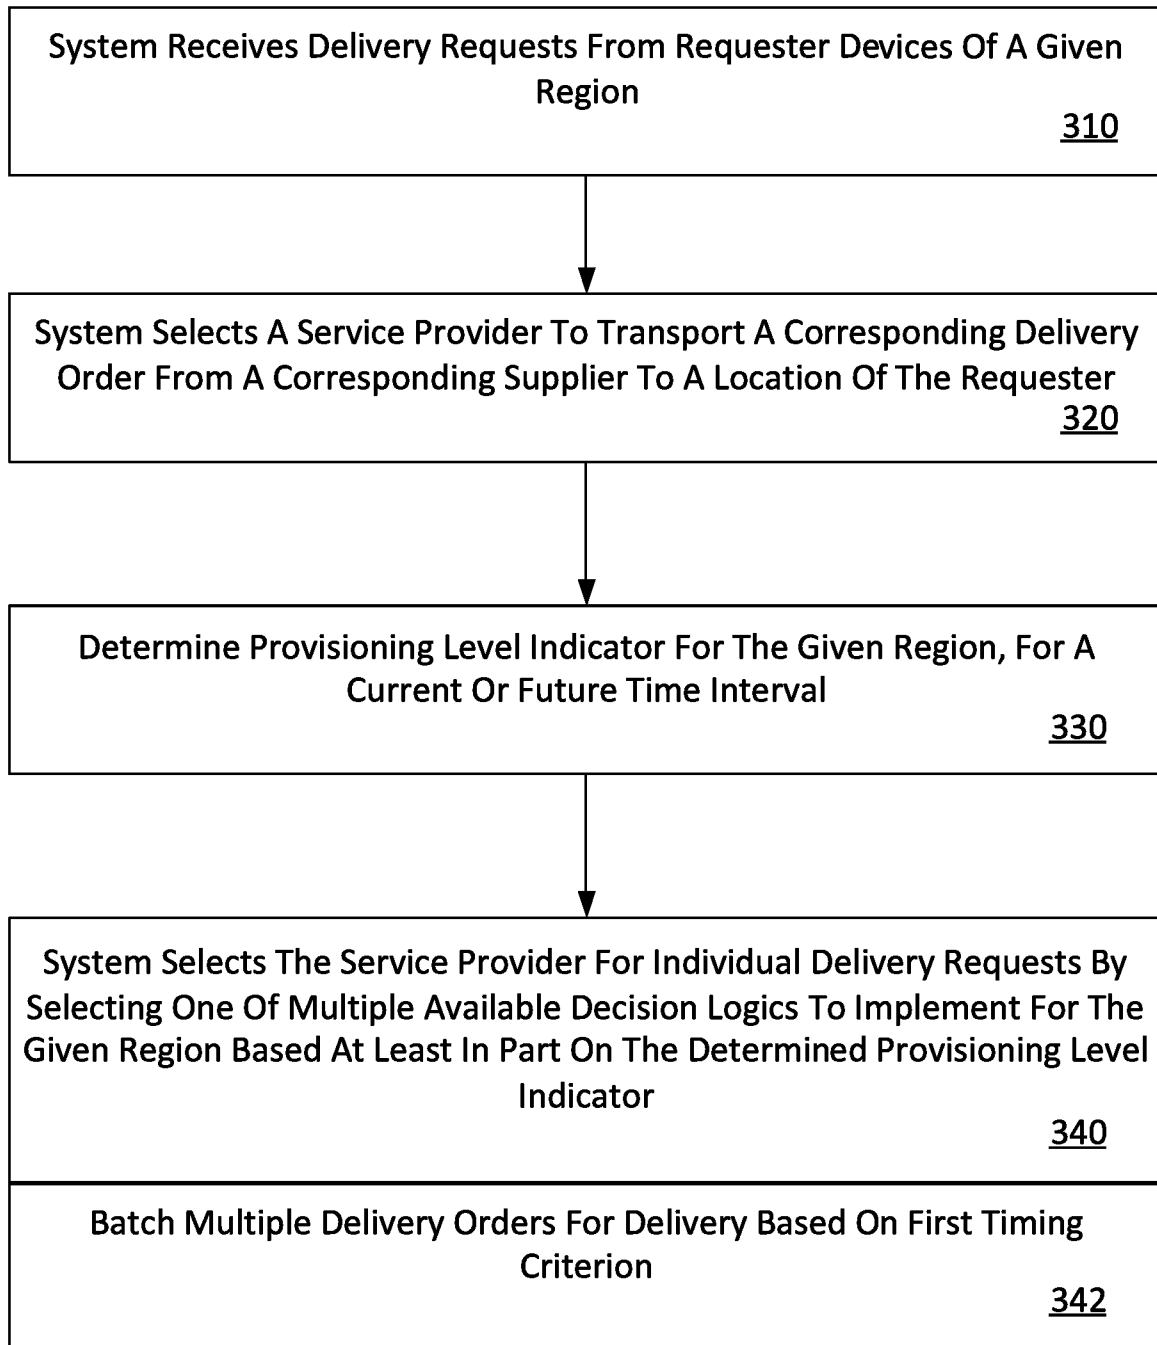 System Receives Delivery Requests From Requester Devices Of A Given
Region
310
System Selects A Service Provider To Transport A Corresponding Delivery
Order From A Corresponding Supplier To A Location Of The Requester
320
Determine Provisioning Level Indicator For The Given Region, For A
Current Or Future Time Interval
330
System Selects The Service Provider For Individual Delivery Requests By
Selecting One Of Multiple Available Decision Logics To Implement For The
Given Region Based At Least In Part On The Determined Provisioning Level
Indicator
340
Batch Multiple Delivery Orders For Delivery Based On First Timing
Criterion
342